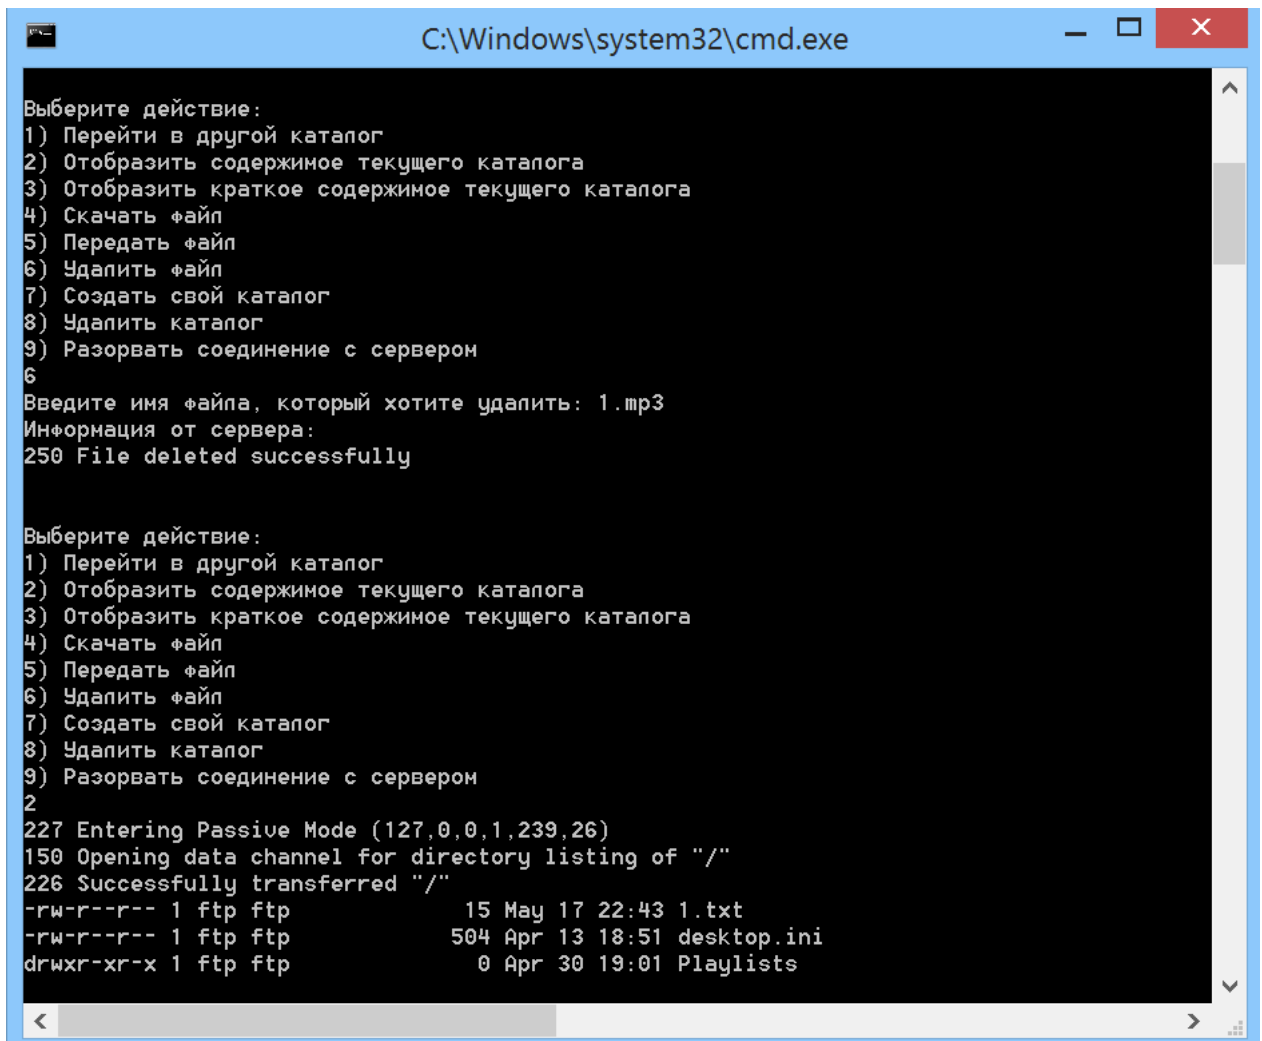 C:\Windows\system32\cmd.exe
Выберите действие:
1) Перейти в другой каталог
2) Отобразить содержимое текущего каталога
3) Отобразить краткое содержимое текущего каталога
4) Скачать файл
5) Передать файл
6) Удалить файл
7) Создать свой каталог
8) Удалить каталог
9) Разорвать соединение с сервером
6
Введите имя файла, который хотите удалить: 1.mp3
Информация от сервера:
250 File deleted successfully
Выберите действие:
1) Перейти в другой каталог
2) Отобразить содержимое текущего каталога
3) Отобразить краткое содержимое текущего каталога
4) Скачать файл
5) Передать файл
6) Удалить файл
7) Создать свой каталог
8) Удалить каталог
9) Разорвать соединение с сервером
2
227 Entering Passive Mode (127,0,0,1,239,26)
150 Opening data channel for directory listing of "/"
226 Successfully transferred "/"
-rw-r--r-- 1 ftp ftp             15 May 17 22:43 1.txt
-rw-r--r-- 1 ftp ftp            504 Apr 13 18:51 desktop.ini
drwxr-xr-x 1 ftp ftp              0 Apr 30 19:01 Playlists